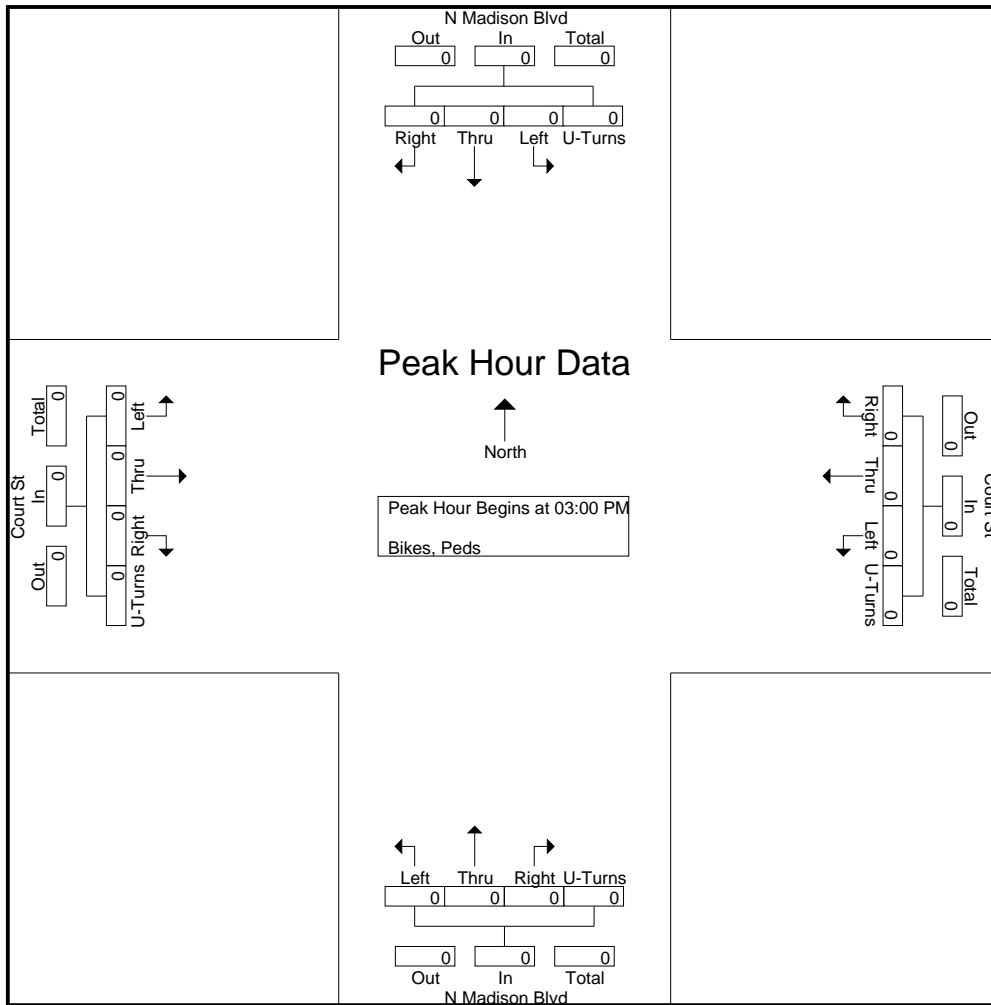 N Madison Blvd
Out In Total
0 0 0
0 0 0 0
Right Thru Left U-Turns
Peak Hour Data
North
Peak Hour Begins at 03:00 PM
Bikes, Peds
Court St
Total In Out
0 0 0
0 0 0 0
Left Thru Right U-Turns
Right Thru Left U-Turns
0 0 0 0
0 0 0
Out In Total
Court St
Left Thru Right U-Turns
0 0 0 0
0 0 0
Out In Total
N Madison Blvd